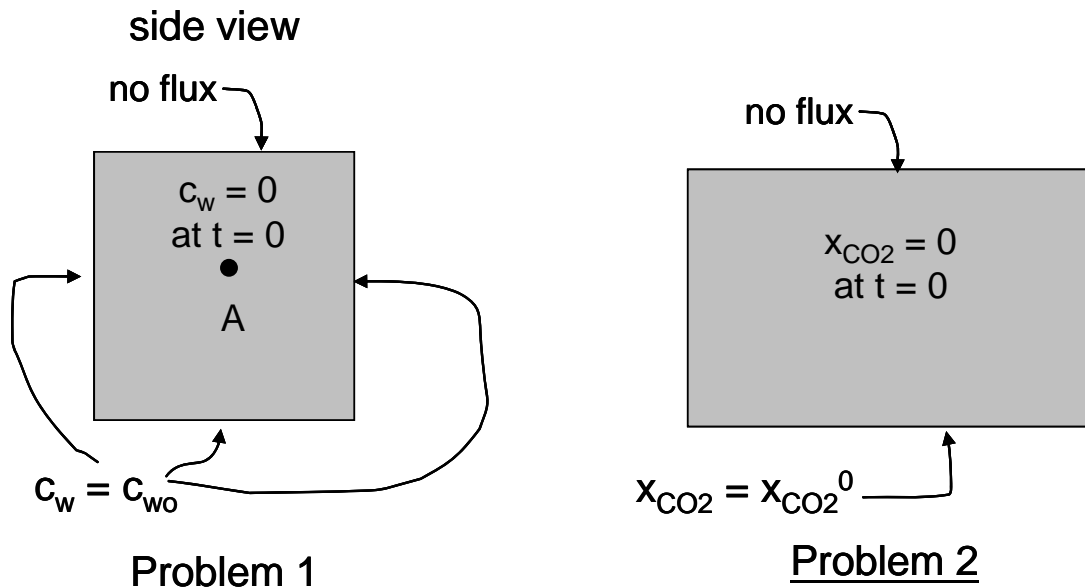 side view
no flux
c_w = 0
at t = 0
A
c_w = c_wo
Problem 1
no flux
x_CO2 = 0
at t = 0
x_CO2 = x_CO2^0
Problem 2